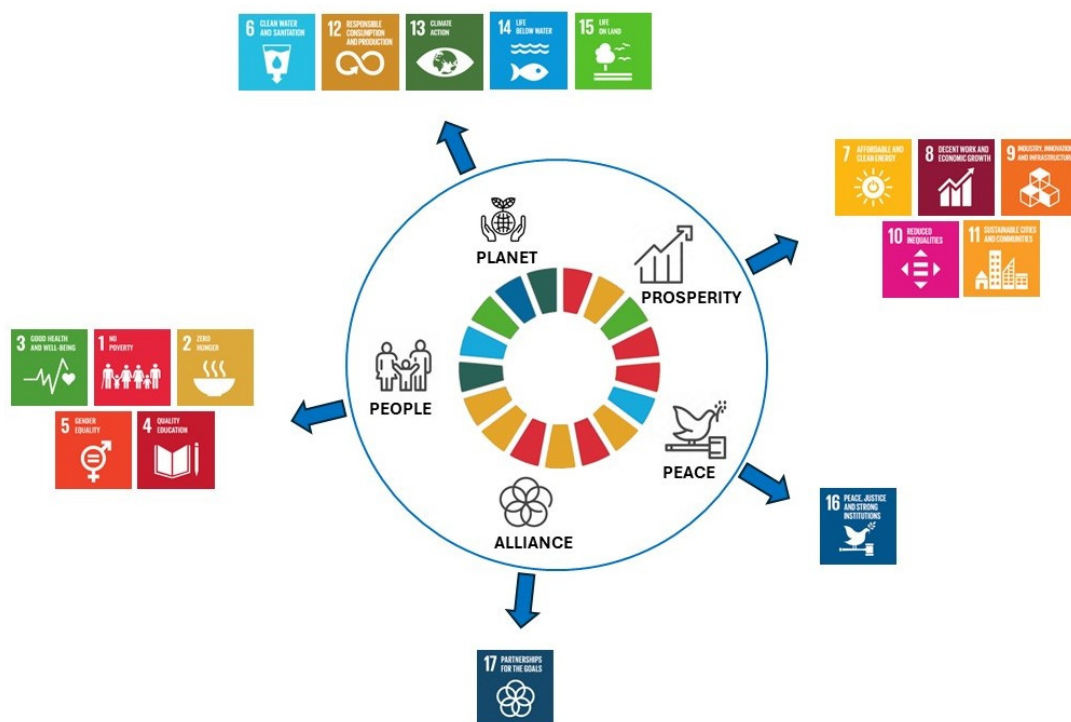 6 CLEAN WATER
AND SANITATION
12 RESPONSIBLE
CONSUMPTION
AND PRODUCTION
13 CLIMATE
ACTION
14 LIFE
BELOW WATER
15 LIFE
ON LAND
7 AFFORDABLE AND
CLEAN ENERGY
8 DECENT WORK AND
ECONOMIC GROWTH
9 INDUSTRY, INNOVATION
AND INFRASTRUCTURE
10 REDUCED
INEQUALITIES
11 SUSTAINABLE CITIES
AND COMMUNITIES
PLANET
PROSPERITY
3 GOOD HEALTH
AND WELL-BEING
1 NO
POVERTY
2 ZERO
HUNGER
5 GENDER
EQUALITY
4 QUALITY
EDUCATION
PEOPLE
PEACE
16 PEACE, JUSTICE
AND STRONG
INSTITUTIONS
ALLIANCE
17 PARTNERSHIPS
FOR THE GOALS